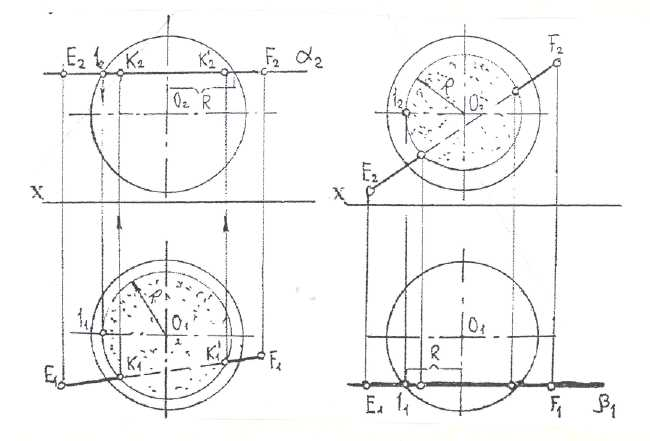 E₂ 1₂ K₂ K′₂ F₂ α₂
O₂ R
X
R
1₁ O₁
E₁ K₁ K′₁ F₁
F₂
R
1₂ O₂
E₂
X
O₁
R
E₁ 1₁ F₁ β₁